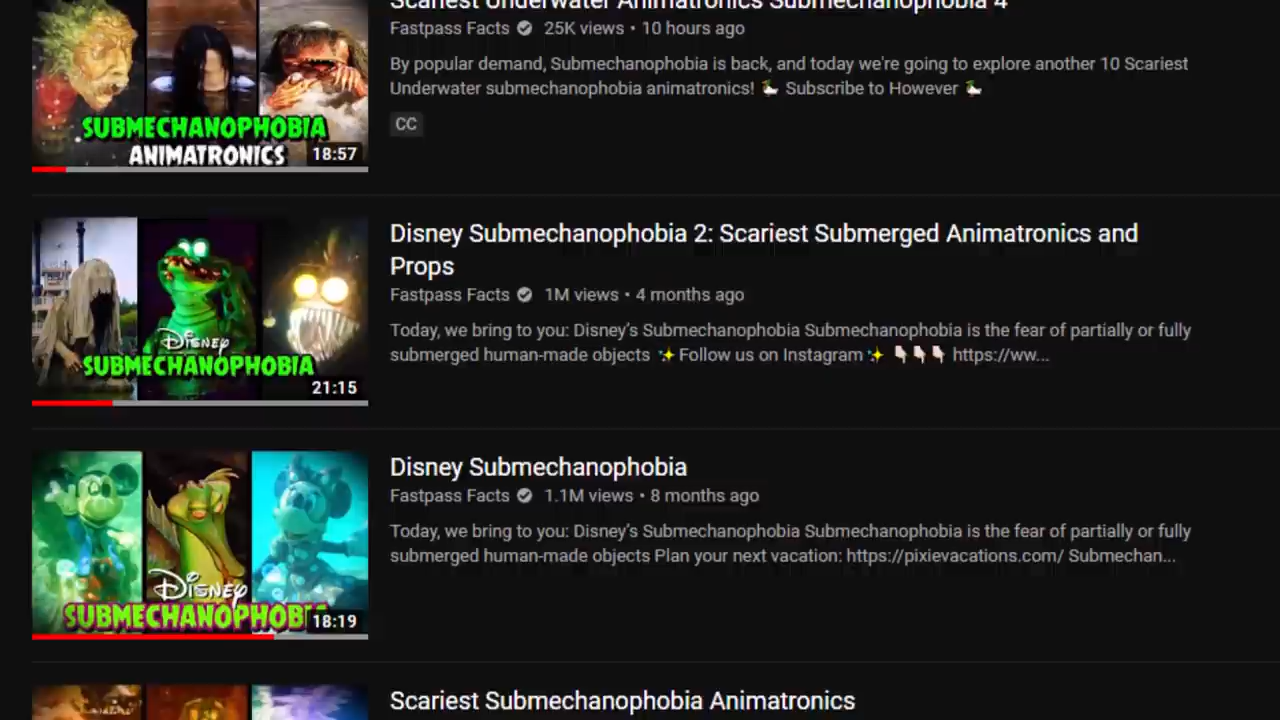 Scariest Underwater Animatronics Submechanophobia 4
Fastpass Facts 25K views • 10 hours ago
By popular demand, Submechanophobia is back, and today we're going to explore another 10 Scariest
Underwater submechanophobia animatronics! 🦆 Subscribe to However 🦆
CC
SUBMECHANOPHOBIA
ANIMATRONICS
18:57
Disney Submechanophobia 2: Scariest Submerged Animatronics and
Props
Fastpass Facts 1M views • 4 months ago
Today, we bring to you: Disney's Submechanophobia Submechanophobia is the fear of partially or fully
submerged human-made objects ✨ Follow us on Instagram ✨ 👇🏻👇🏻👇🏻 https://ww...
DISNEY
SUBMECHANOPHOBIA
21:15
Disney Submechanophobia
Fastpass Facts 1.1M views • 8 months ago
Today, we bring to you: Disney's Submechanophobia Submechanophobia is the fear of partially or fully
submerged human-made objects Plan your next vacation: https://pixievacations.com/ Submechan...
Disney
SUBMECHANOPHOBIA
18:19
Scariest Submechanophobia Animatronics